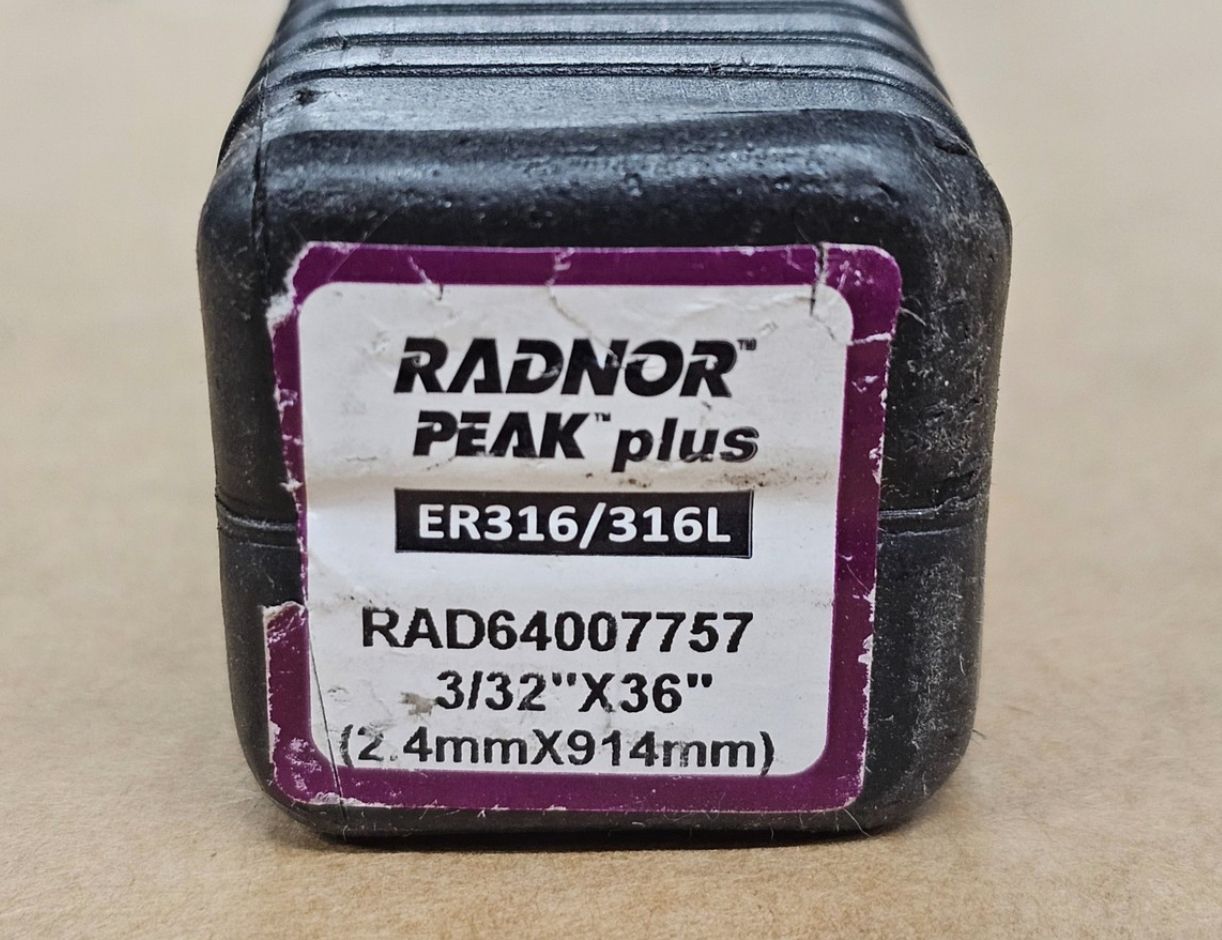 RADNOR™
PEAK™ plus
ER316/316L
RAD64007757
3/32"X36"
(2.4mmX914mm)